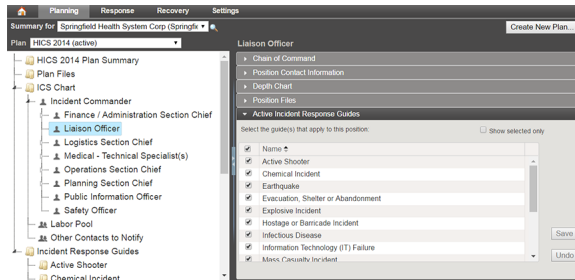 Planning Response Recovery Settings
Summary for Springfield Health System Corp (Springfie
Create New Plan...
Plan HICS 2014 (active)
HICS 2014 Plan Summary
Plan Files
ICS Chart
Incident Commander
Finance / Administration Section Chief
Liaison Officer
Logistics Section Chief
Medical - Technical Specialist(s)
Operations Section Chief
Planning Section Chief
Public Information Officer
Safety Officer
Labor Pool
Other Contacts to Notify
Incident Response Guides
Active Shooter
Chemical Incident
Liaison Officer
Chain of Command
Position Contact Information
Depth Chart
Position Files
Active Incident Response Guides
Select the guide(s) that apply to this position:
Show selected only
Name
Active Shooter
Chemical Incident
Earthquake
Evacuation, Shelter or Abandonment
Explosive Incident
Hostage or Barricade Incident
Infectious Disease
Information Technology (IT) Failure
Mass Casualty Incident
Save
Undo